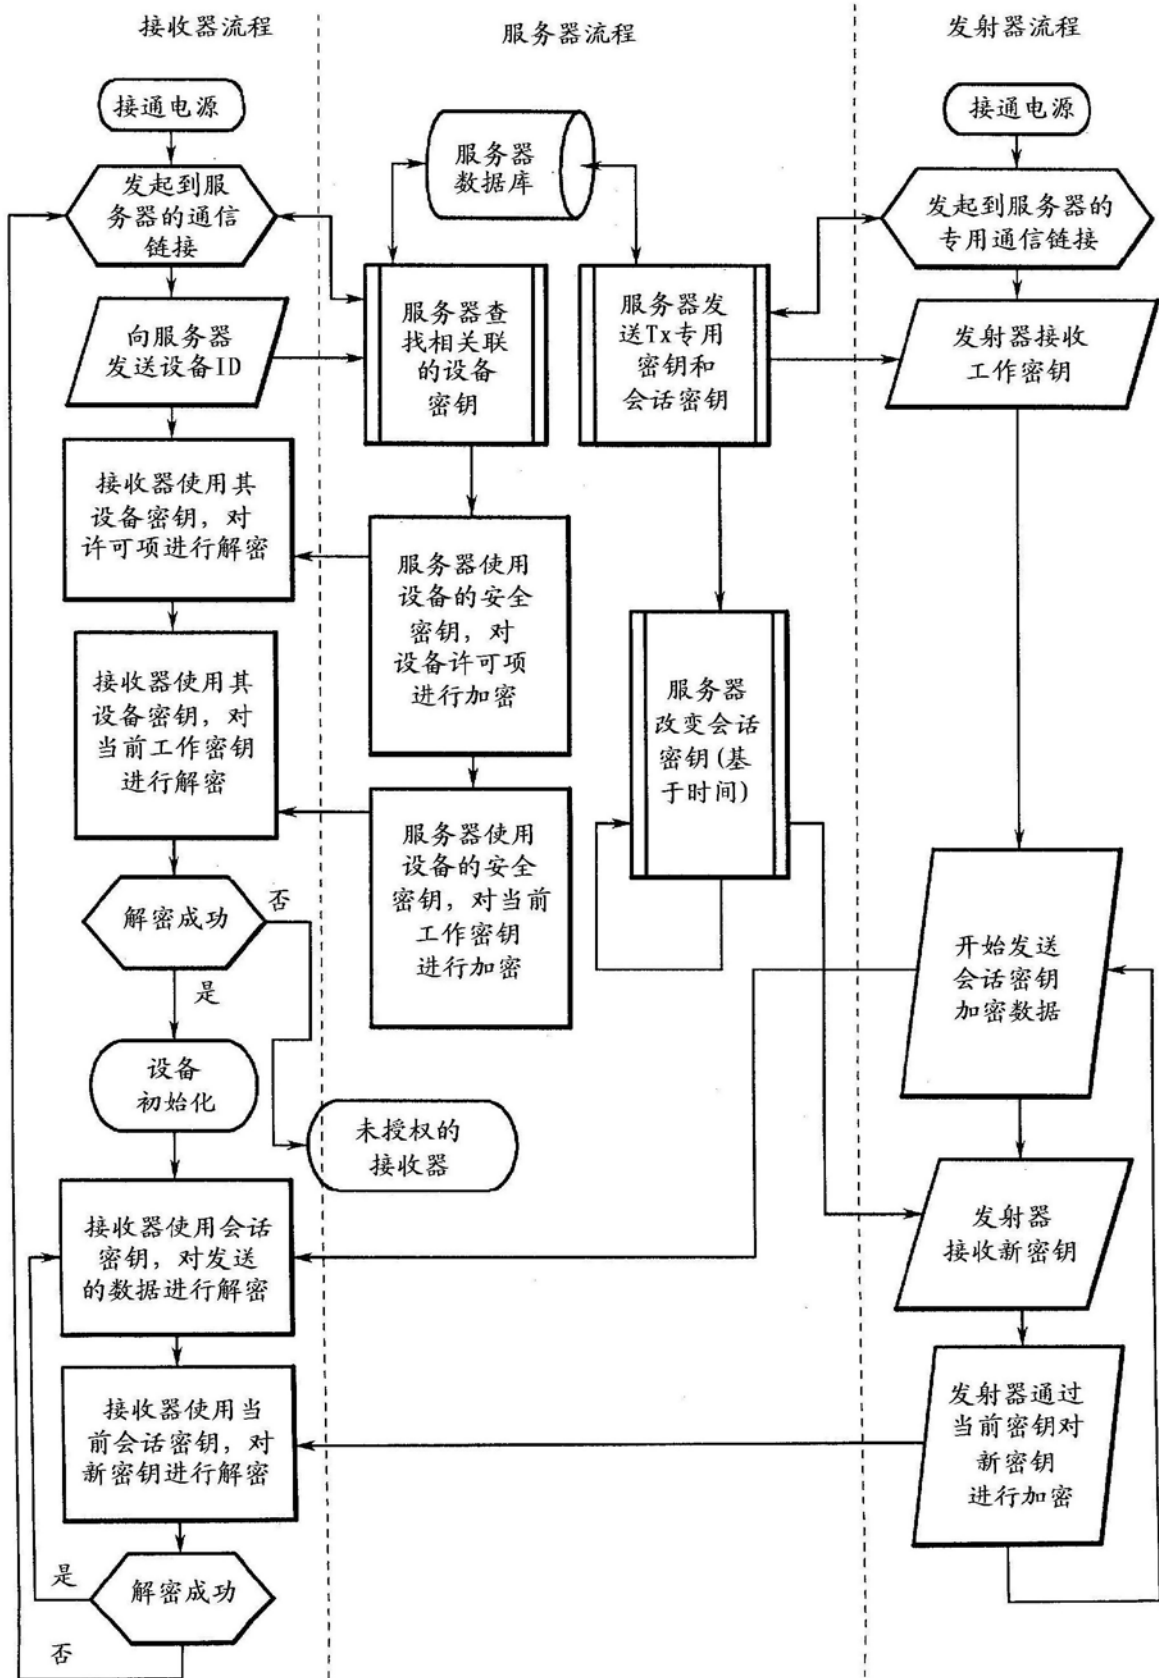 接收器流程
服务器流程
发射器流程
接通电源
发起到服
务器的通信
链接
向服务器
发送设备ID
接收器使用其
设备密钥，对
许可项进行解密
接收器使用其
设备密钥，对
当前工作密钥
进行解密
解密成功
否
是
设备
初始化
未授权的
接收器
接收器使用会话
密钥，对发送
的数据进行解密
接收器使用当
前会话密钥，对
新密钥进行解密
解密成功
是
否
服务器
数据库
服务器查
找相关联
的设备
密钥
服务器使用
设备的安全
密钥，对
设备许可项
进行加密
服务器使用
设备的安全
密钥，对当前
工作密钥
进行加密
服务器发
送Tx专用
密钥和
会话密钥
服务器
改变会话
密钥(基
于时间)
接通电源
发起到服务器的
专用通信链接
发射器接收
工作密钥
开始发送
会话密钥
加密数据
发射器
接收新密钥
发射器通过
当前密钥对
新密钥
进行加密